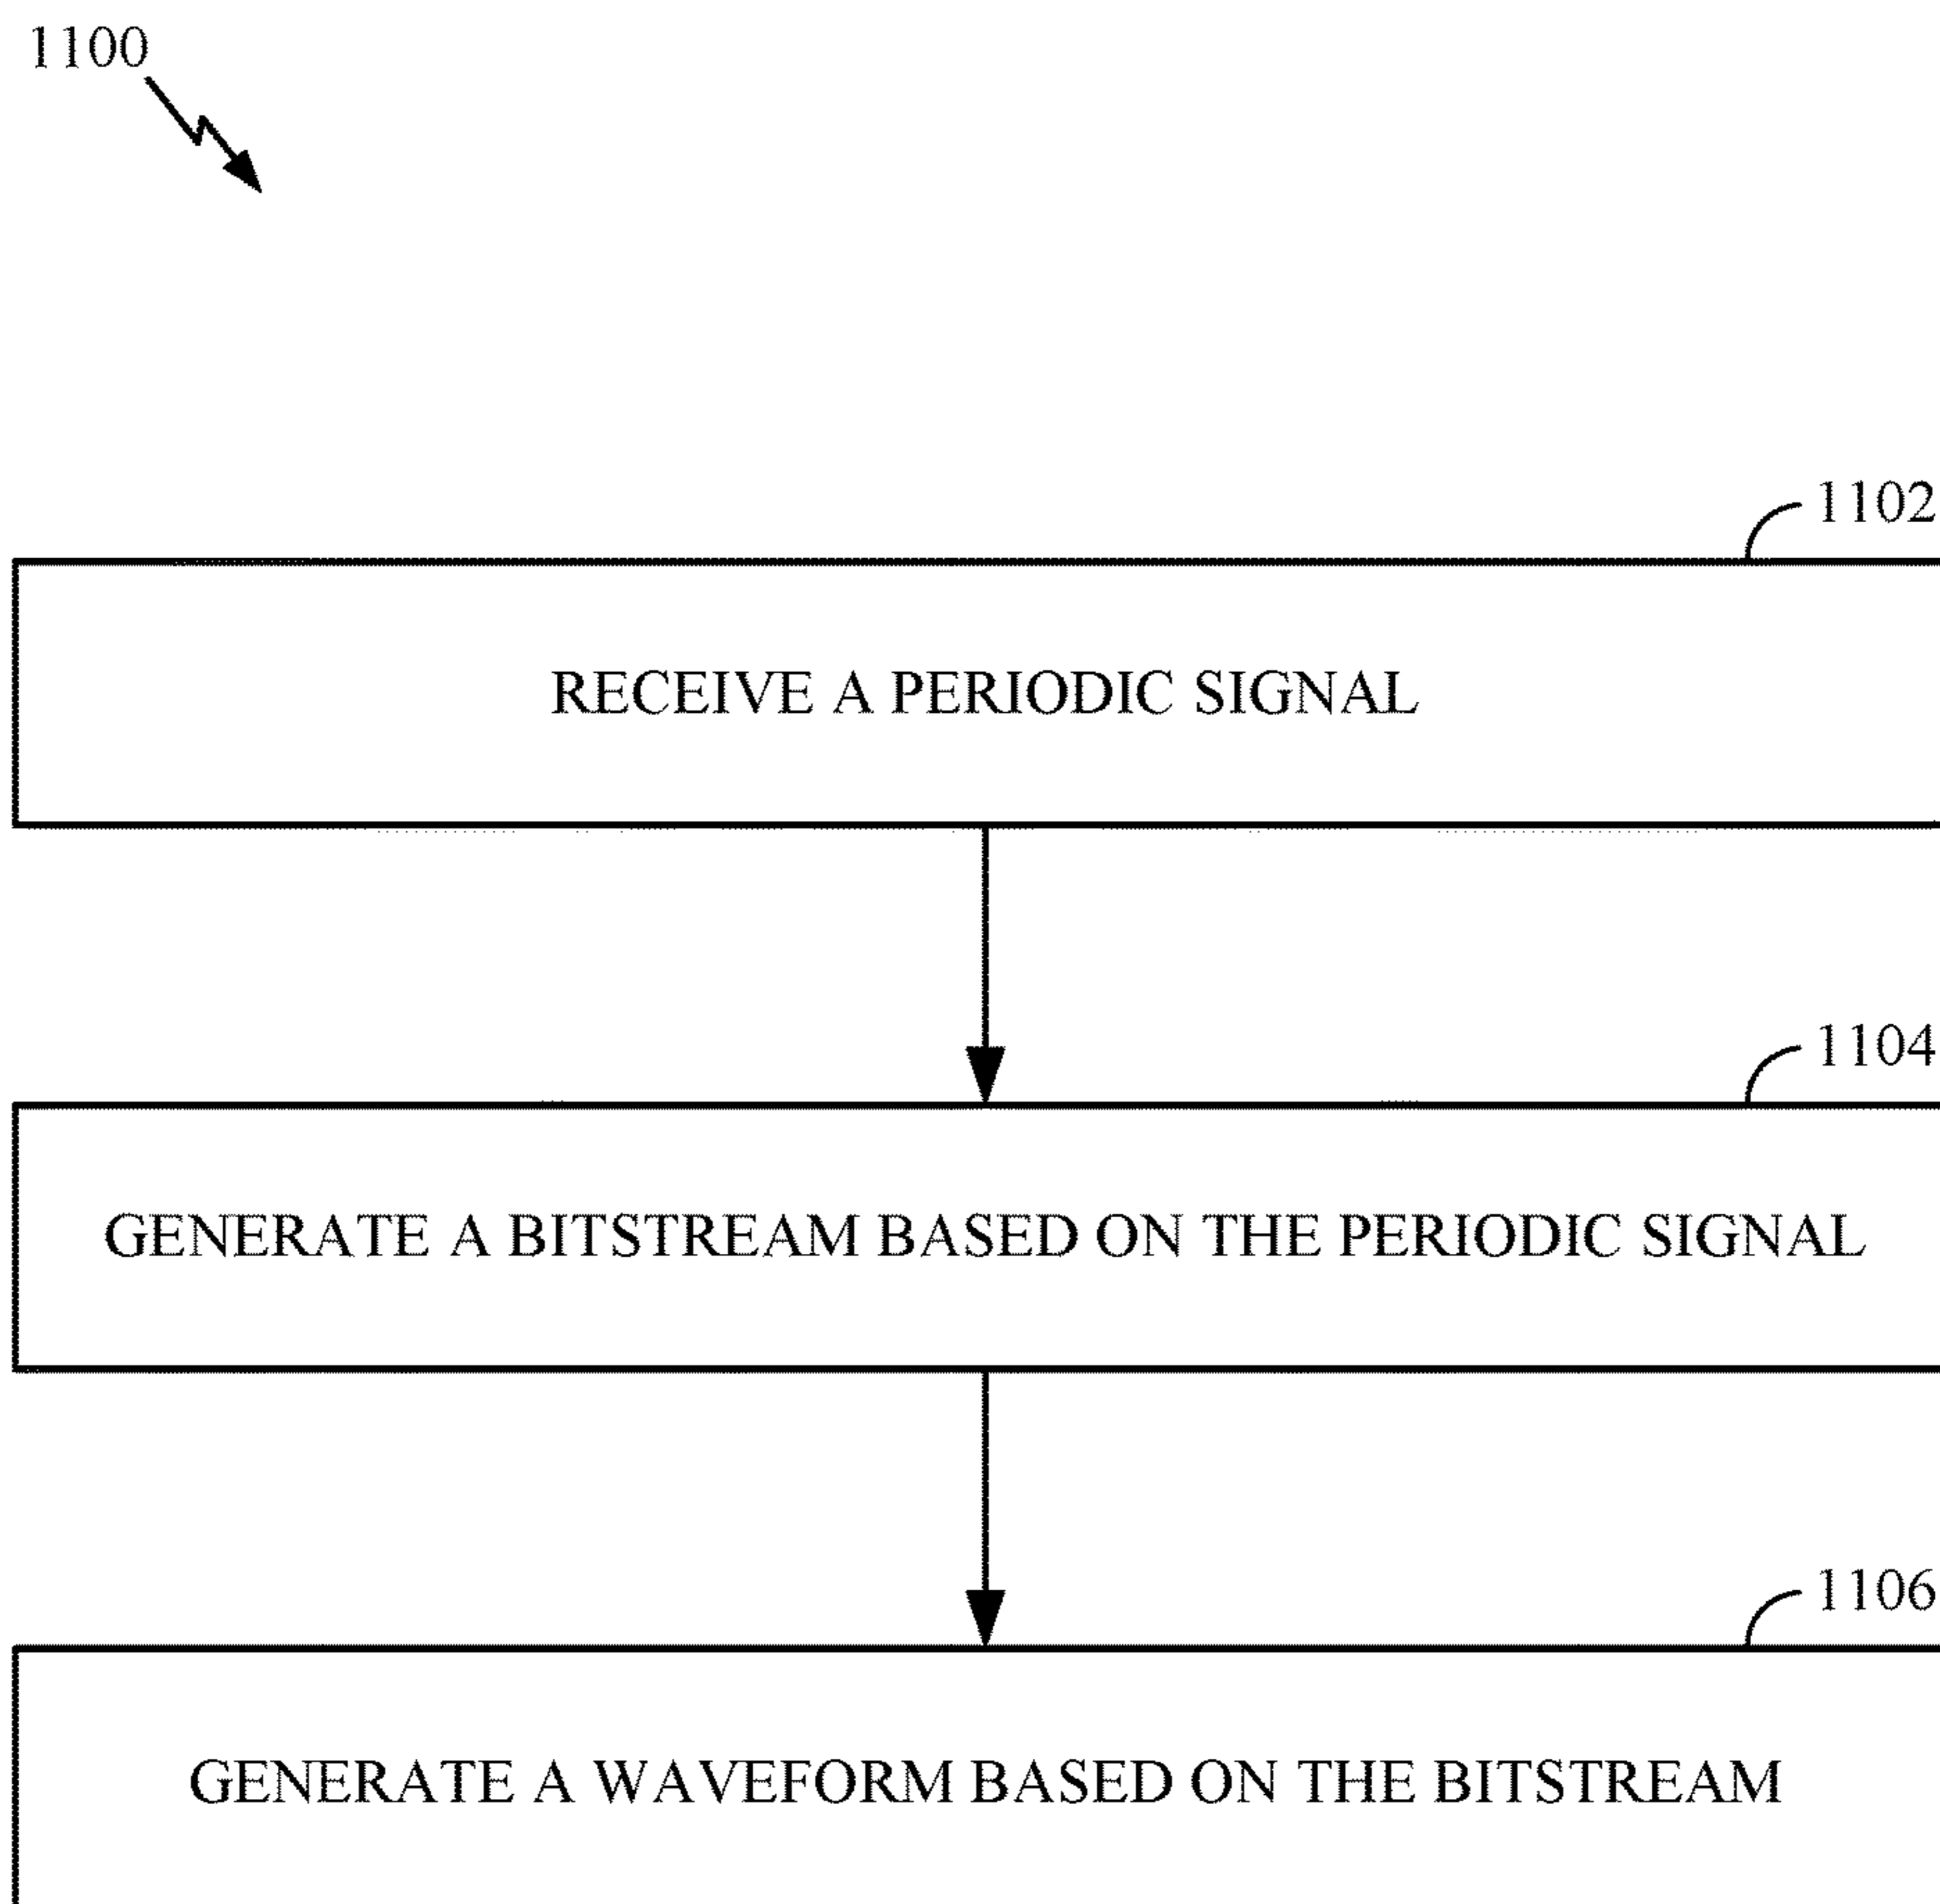 1100
1102
RECEIVE A PERIODIC SIGNAL
1104
GENERATE A BITSTREAM BASED ON THE PERIODIC SIGNAL
1106
GENERATE A WAVEFORM BASED ON THE BITSTREAM